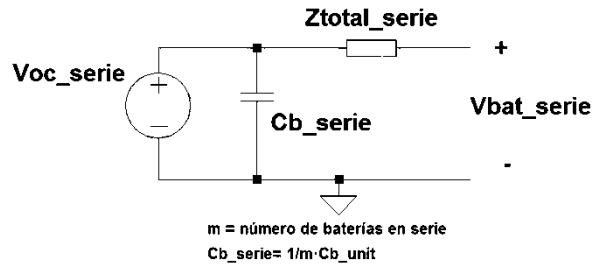 Ztotal_serie
+
Voc_serie
+
Vbat_serie
Cb_serie
-
m = número de baterías en serie
Cb_serie= 1/m·Cb_unit